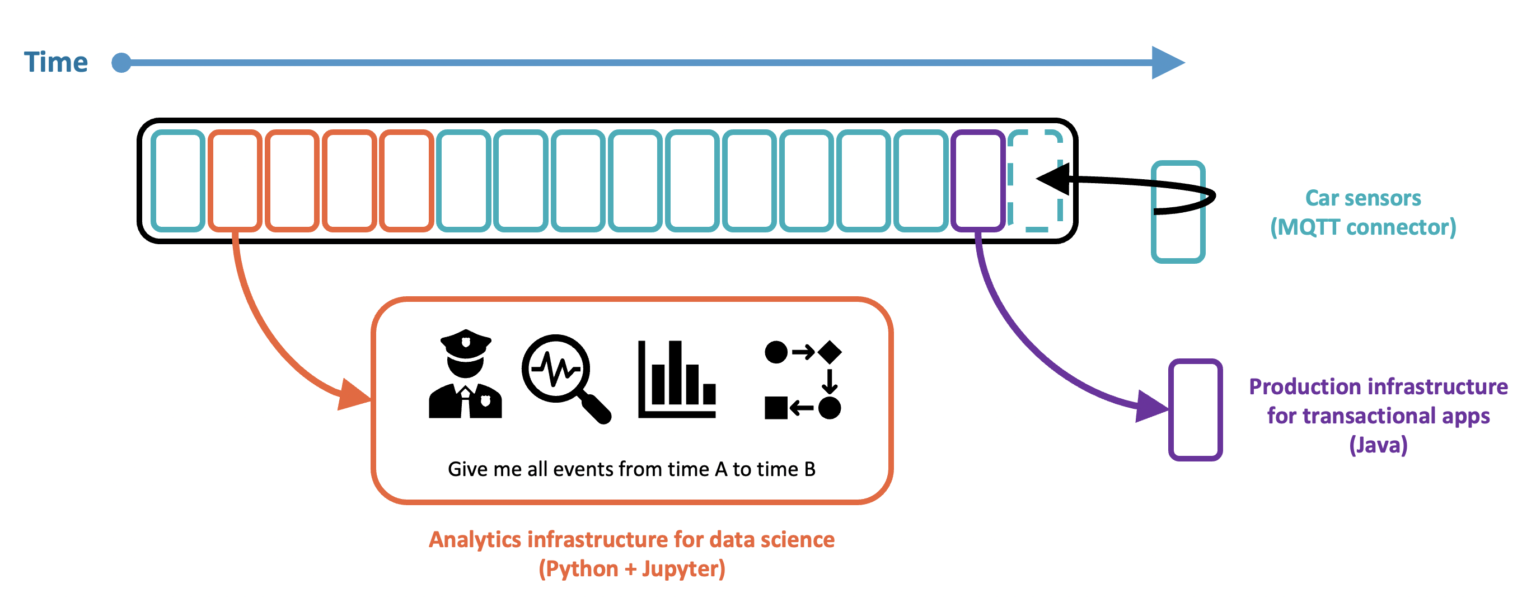 Time
Car sensors
(MQTT connector)
Production infrastructure
for transactional apps
(Java)
Give me all events from time A to time B
Analytics infrastructure for data science
(Python + Jupyter)